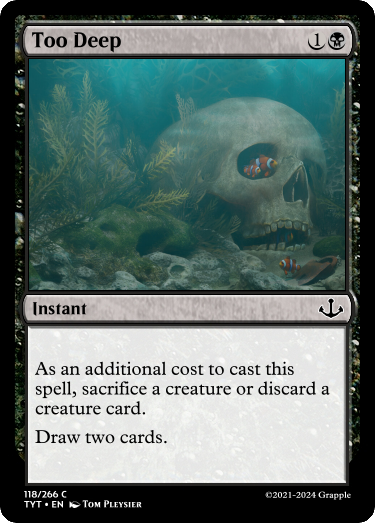 Too Deep 1
Instant
As an additional cost to cast this
spell, sacrifice a creature or discard a
creature card.
Draw two cards.
118/266 C
TYT • EN Tom Pleysier
©2021-2024 Grapple